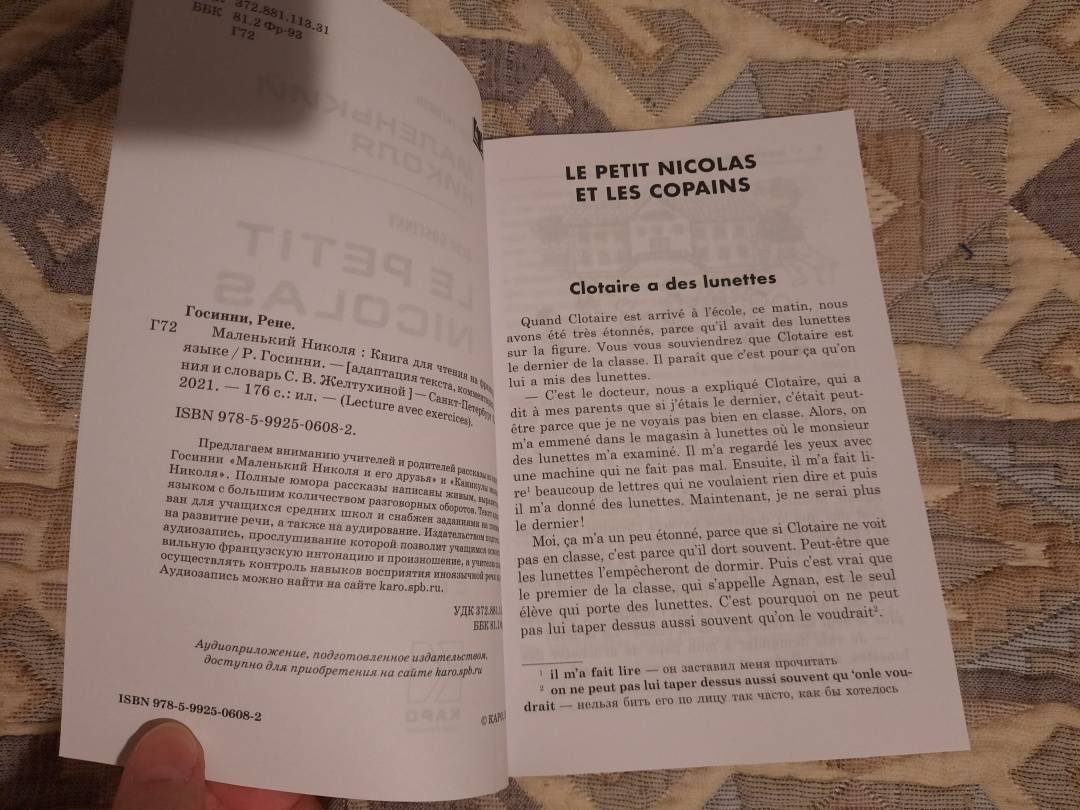 372.881.113.31
ББК 81.2 Фр-93
Г72
Госинни, Рене.
Г72 Маленький Николя : Книга для чтения на
языке / Р. Госинни. — [адаптация текста,
ния и словарь С. В. Желтухиной ] — Санкт-Петербург
2021. — 176 с.: ил. — (Lecture avec exercices).
ISBN 978-5-9925-0608-2.
Предлагаем вниманию учителей и родителей рассказы
Госинни «Маленький Николя и его друзья» и «Каникулы
Николя». Полные юмора рассказы написаны живым,
языком с большим количеством разговорных оборотов.
ван для учащихся средних школ и снабжен заданиями на
на развитие речи, а также на аудирование. Издательством
аудиозапись, прослушивание которой позволит учащимся
вильную французскую интонацию и произношение, а
осуществлять контроль навыков восприятия иноязычной речи
Аудиозапись можно найти на сайте karo.spb.ru.
УДК
ББК
Аудиоприложение, подготовленное издательством,
доступно для приобретения на сайте karo.spb.ru
ISBN 978-5-9925-0608-2
© КАРО,
LE PETIT NICOLAS
ET LES COPAINS
Clotaire a des lunettes
Quand Clotaire est arrivé à l'école, ce matin, nous
avons été très étonnés, parce qu'il avait des lunettes
sur la figure. Vous vous souviendrez que Clotaire est
le dernier de la classe. Il paraît que c'est pour ça qu'on
lui a mis des lunettes.
— C'est le docteur, nous a expliqué Clotaire, qui a
dit à mes parents que si j'étais le dernier, c'était peut-
être parce que je ne voyais pas bien en classe. Alors, on
m'a emmené dans le magasin à lunettes où le monsieur
des lunettes m'a examiné. Il m'a regardé les yeux avec
une machine qui ne fait pas mal. Ensuite, il m'a fait li-
re¹ beaucoup de lettres qui ne voulaient rien dire et puis
il m'a donné des lunettes. Maintenant, je ne serai plus
le dernier!
Moi, ça m'a un peu étonné, parce que si Clotaire ne voit
pas en classe, c'est parce qu'il dort souvent. Peut-être que
les lunettes l'empêcheront de dormir. Puis c'est vrai que
le premier de la classe, qui s'appelle Agnan, est le seul
élève qui porte des lunettes. C'est pourquoi on ne peut
pas lui taper dessus aussi souvent qu'on le voudrait².
¹ il m'a fait lire — он заставил меня прочитать
² on ne peut pas lui taper dessus aussi souvent qu 'onle vou-
drait — нельзя бить его по лицу так часто, как бы хотелось